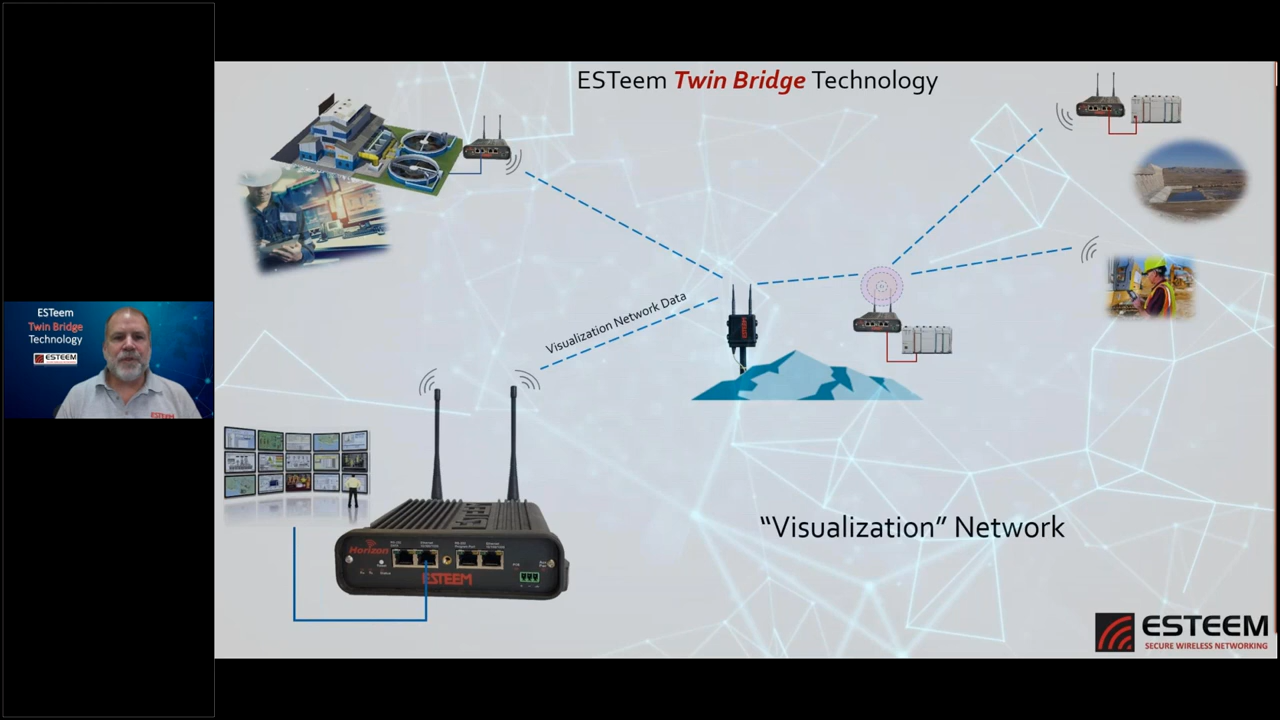 ESTeem Twin Bridge Technology
ESTeem
Twin Bridge
Technology
ESTEEM
Visualization Network Data
Horizon
ESTEEM
“Visualization” Network
ESTEEM
SECURE WIRELESS NETWORKING